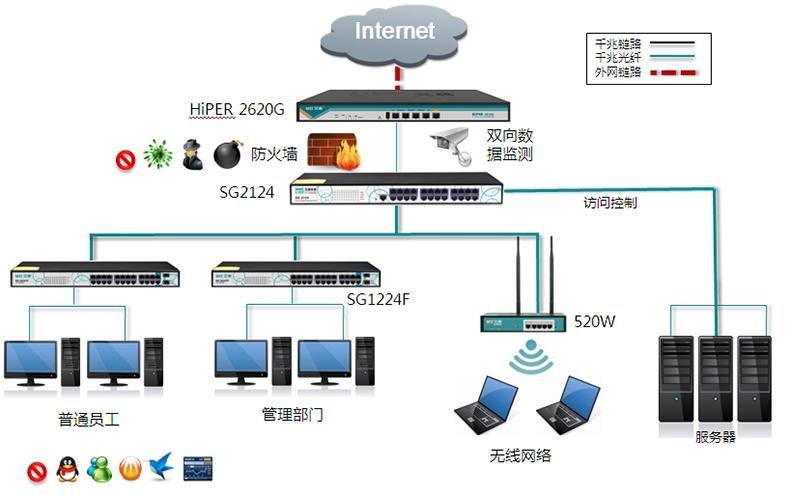 Internet
千兆链路
千兆光纤
外网链路
HiPER 2620G
防火墙
双向数
据监测
SG2124
访问控制
SG1224F
520W
普通员工
管理部门
无线网络
服务器